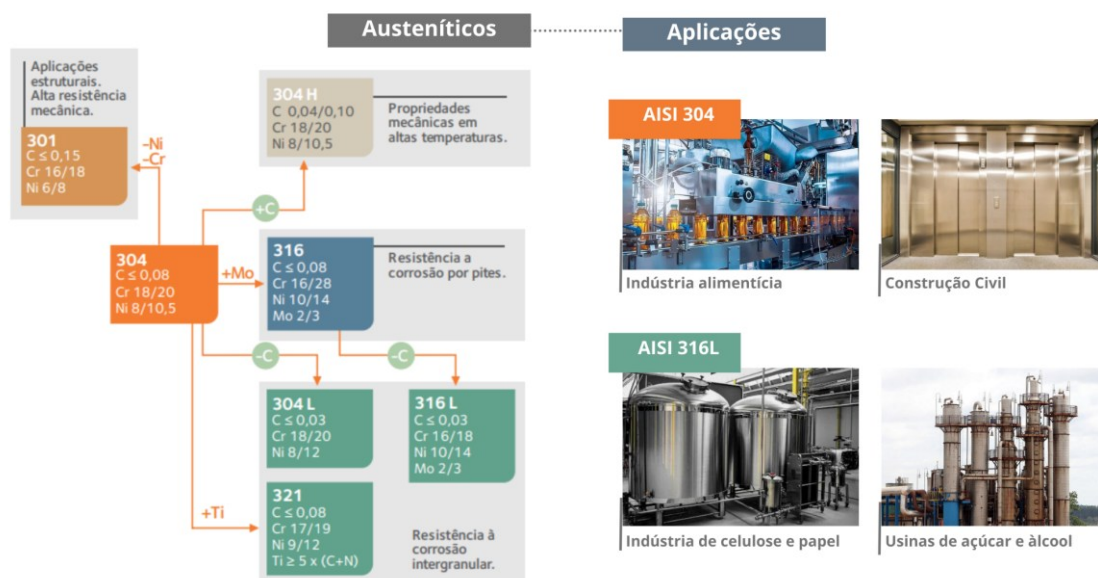 Austeníticos
Aplicações
Aplicações
estruturais.
Alta resistência
mecânica.
301
C ≤ 0,15
Cr 16/18
Ni 6/8
–Ni
–Cr
304 H
C 0,04/0,10
Cr 18/20
Ni 8/10,5
Propriedades
mecânicas em
altas temperaturas.
+C
304
C ≤ 0,08
Cr 18/20
Ni 8/10,5
+Mo
316
C ≤ 0,08
Cr 16/28
Ni 10/14
Mo 2/3
Resistência a
corrosão por pites.
-C
-C
304 L
C ≤ 0,03
Cr 18/20
Ni 8/12
316 L
C ≤ 0,03
Cr 16/18
Ni 10/14
Mo 2/3
+Ti
321
C ≤ 0,08
Cr 17/19
Ni 9/12
Ti ≥ 5 x (C+N)
Resistência à
corrosão
intergranular.
AISI 304
Indústria alimentícia
Construção Civil
AISI 316L
Indústria de celulose e papel
Usinas de açúcar e àlcool